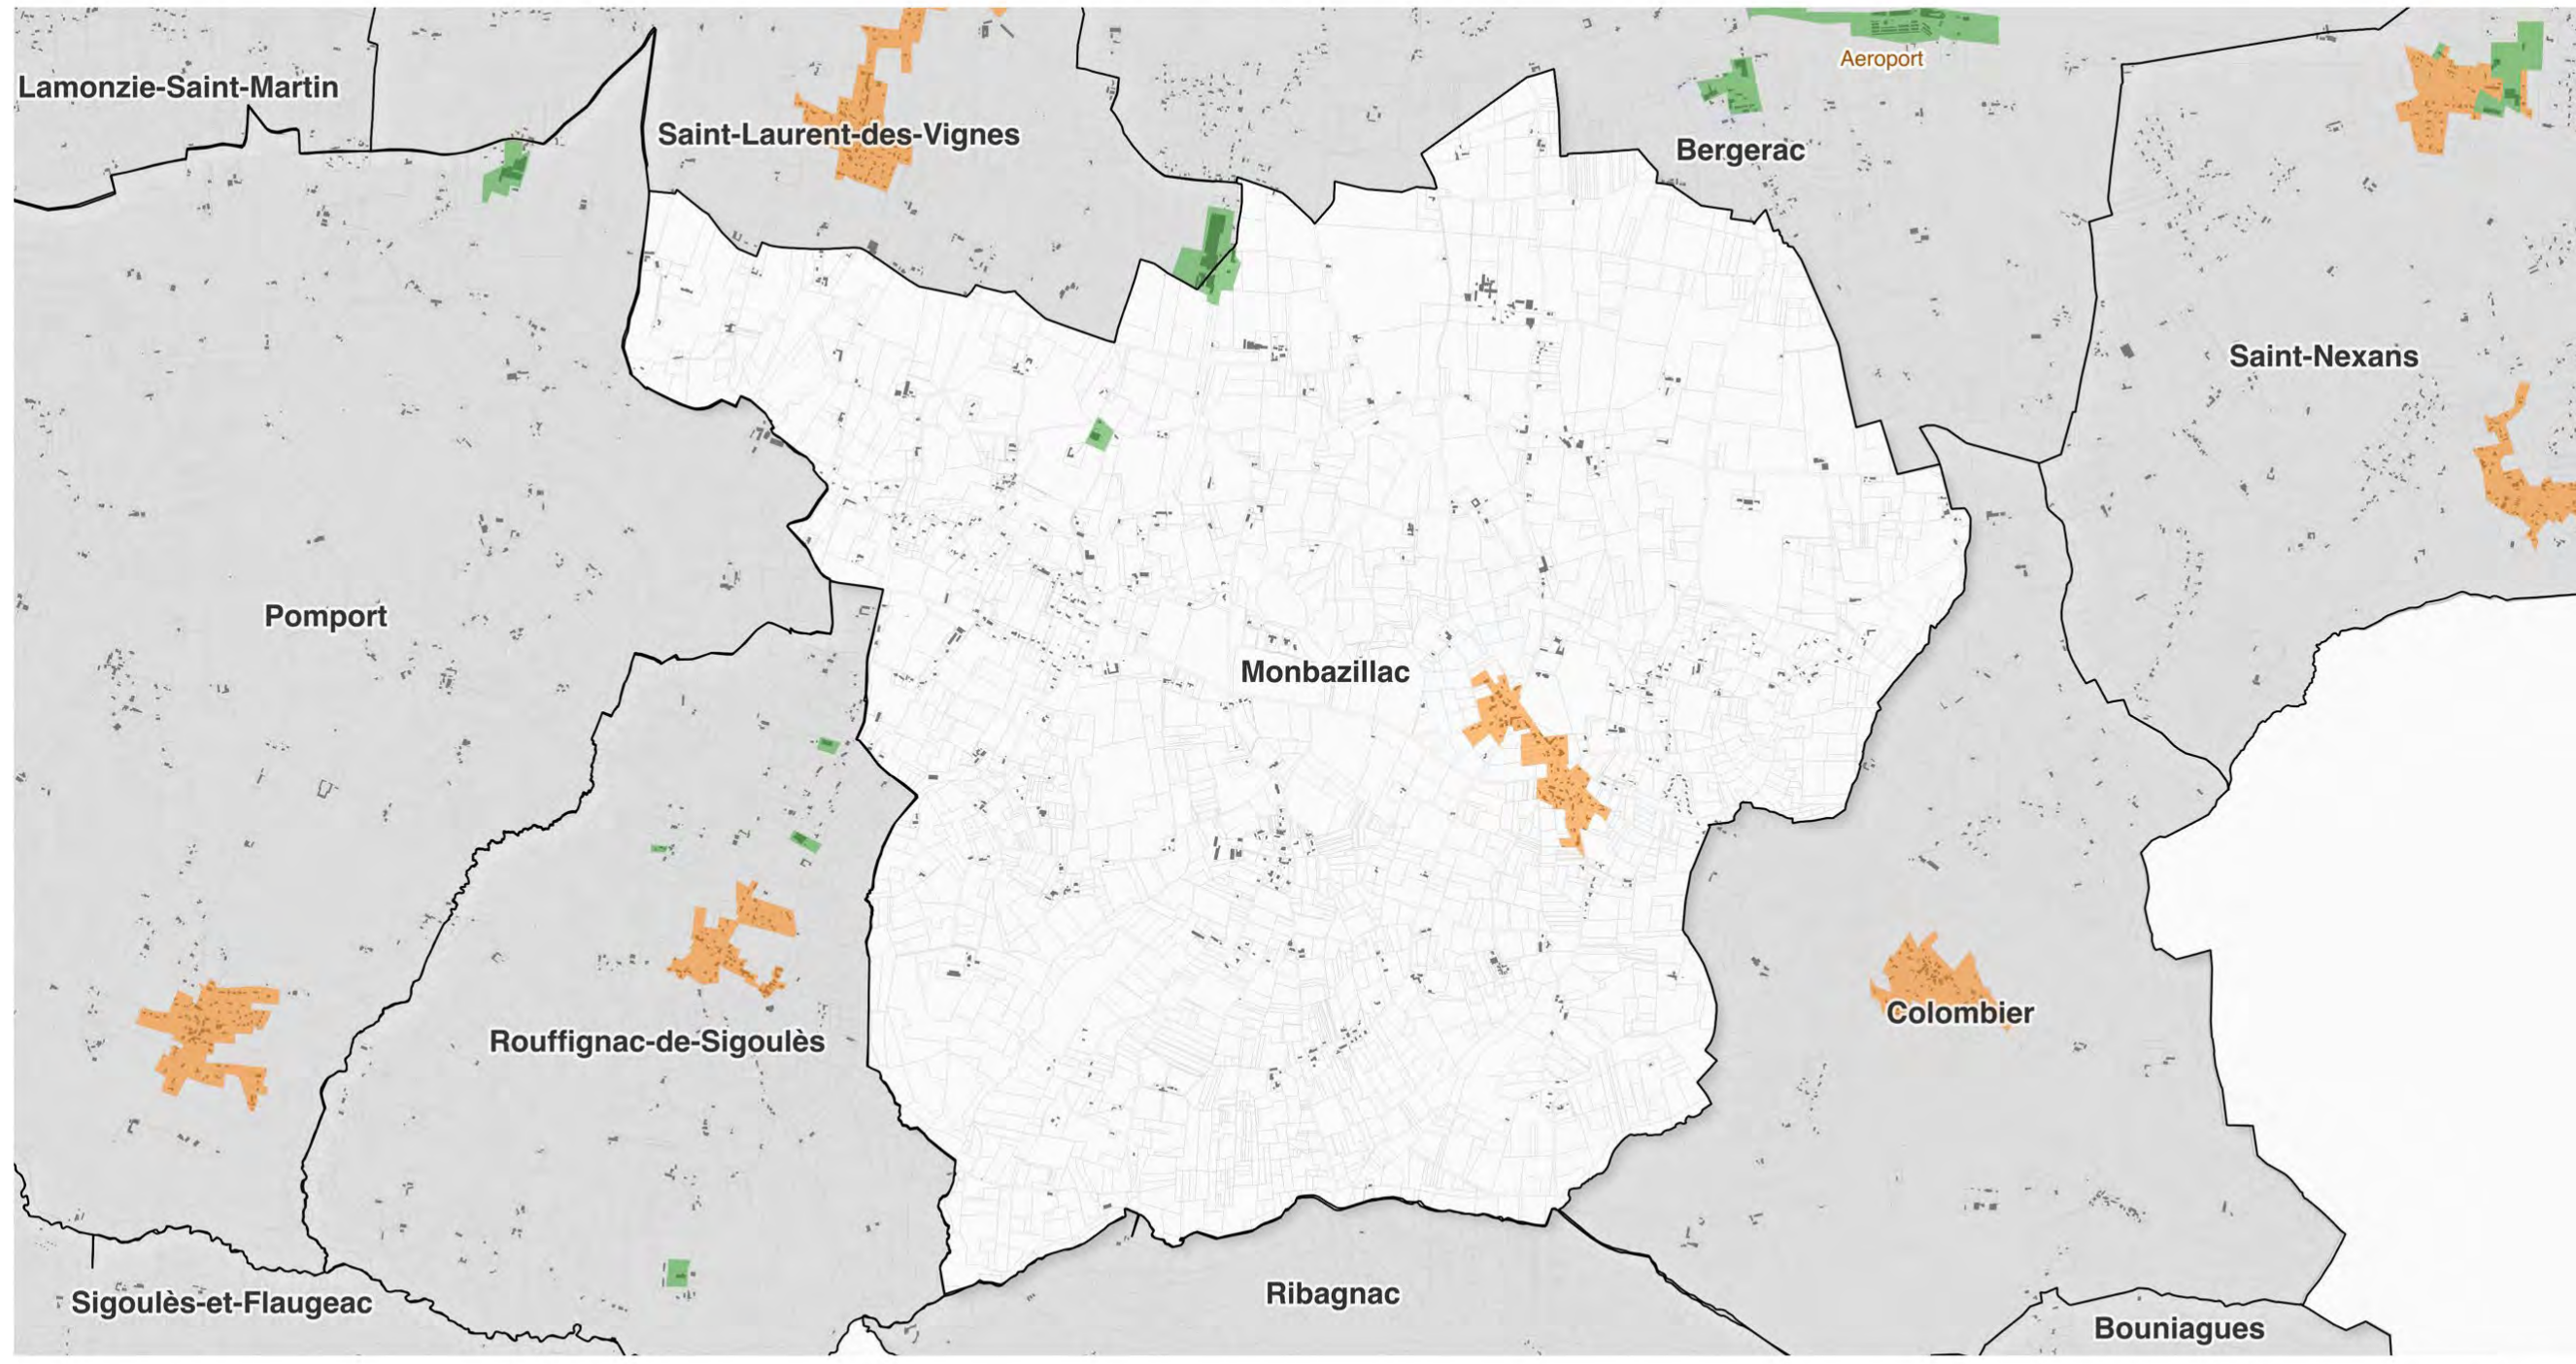 Aeroport
Lamonzie-Saint-Martin
Saint-Laurent-des-Vignes
Bergerac
Saint-Nexans
Pomport
Monbazillac
Colombier
Rouffignac-de-Sigoulès
Ribagnac
Sigoulès-et-Flaugeac
Bouniagues